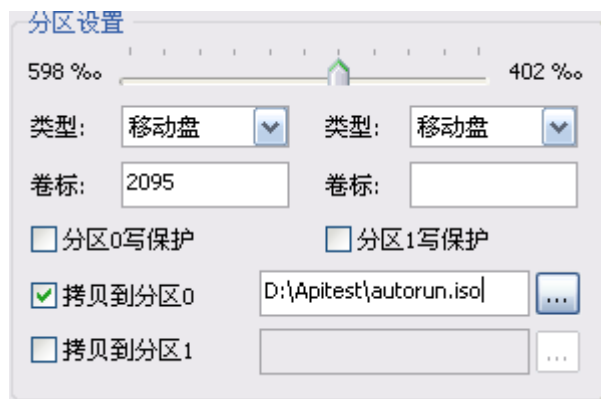 分区设置
598 ‰ 402 ‰
类型: 移动盘 类型: 移动盘
卷标: 2095 卷标:
分区0写保护 分区1写保护
拷贝到分区0 D:\Apitest\autorun.iso ...
拷贝到分区1 ...